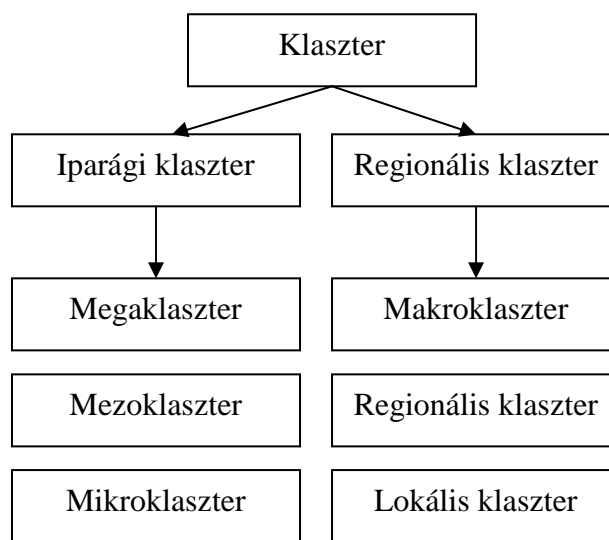 Klaszter
Iparági klaszter
Regionális klaszter
Megaklaszter
Makroklaszter
Mezoklaszter
Regionális klaszter
Mikroklaszter
Lokális klaszter